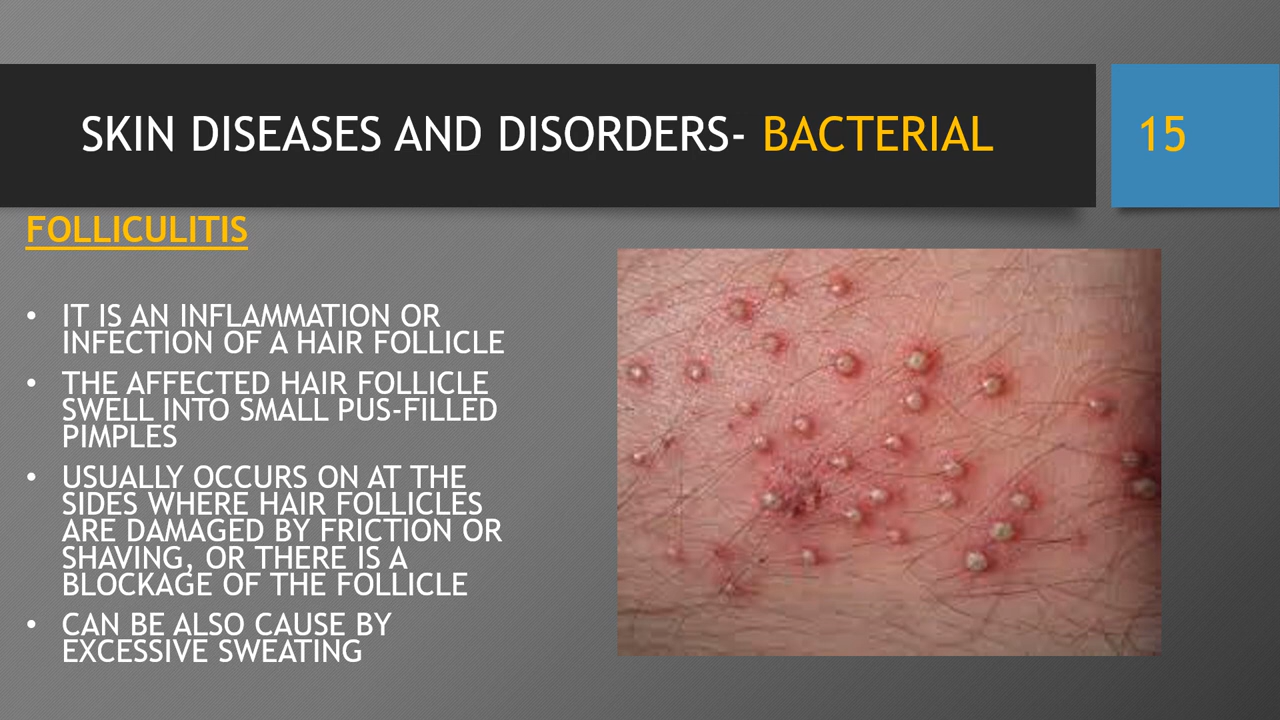 SKIN DISEASES AND DISORDERS- BACTERIAL
15
FOLLICULITIS
• IT IS AN INFLAMMATION OR
INFECTION OF A HAIR FOLLICLE
• THE AFFECTED HAIR FOLLICLE
SWELL INTO SMALL PUS-FILLED
PIMPLES
• USUALLY OCCURS ON AT THE
SIDES WHERE HAIR FOLLICLES
ARE DAMAGED BY FRICTION OR
SHAVING, OR THERE IS A
BLOCKAGE OF THE FOLLICLE
• CAN BE ALSO CAUSE BY
EXCESSIVE SWEATING